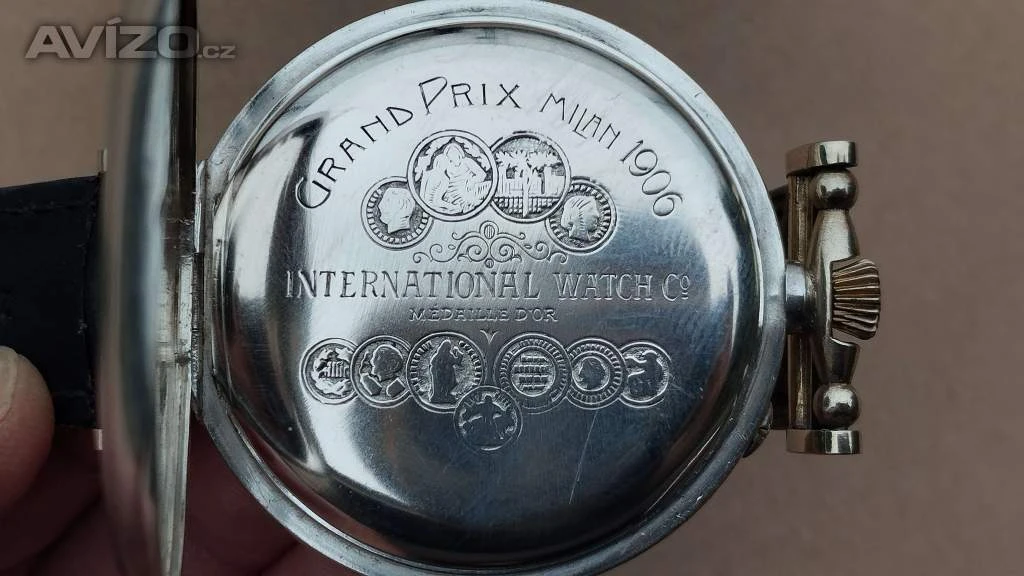 AVÍZO.cz
GRAND PRIX MILAN 1906
INTERNATIONAL WATCH Cº
MÉDAILLE D'OR